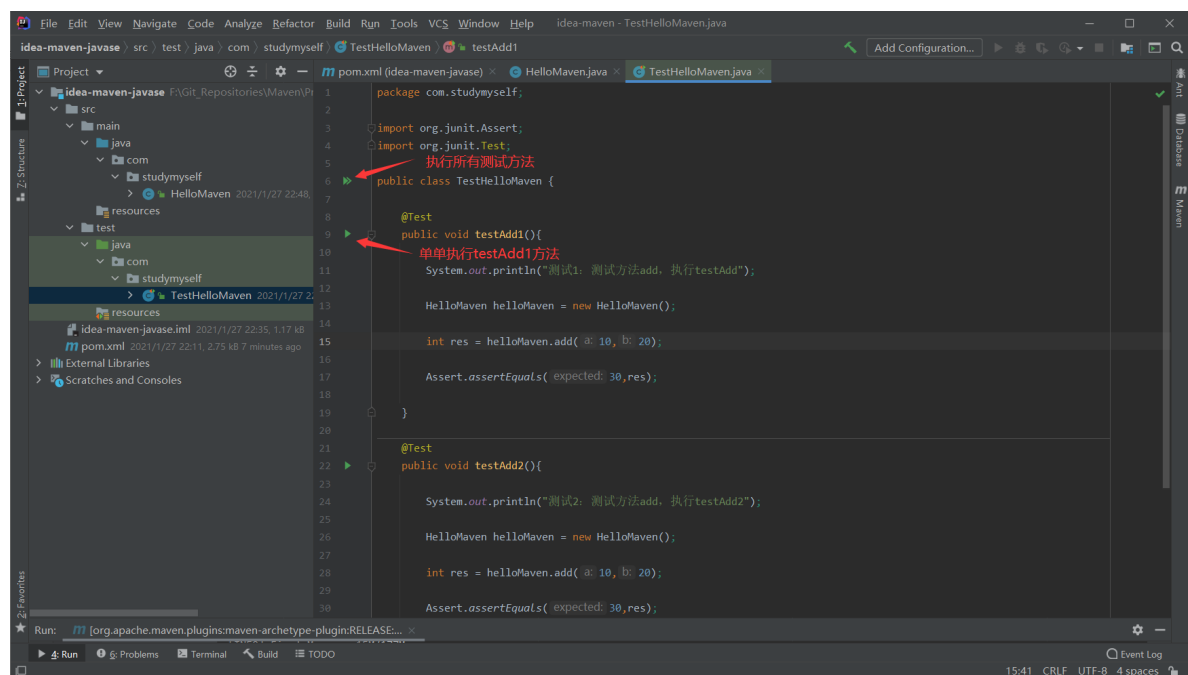 File Edit View Navigate Code Analyze Refactor Build Run Tools VCS Window Help idea-maven - TestHelloMaven.java
idea-maven-javase src test java com studymyself TestHelloMaven testAdd1 Add Configuration...
1: Project
Z: Structure
2: Favorites
Project
idea-maven-javase F:\Git_Repositories\Maven\Pr
src
main
java
com
studymyself
HelloMaven 2021/1/27 22:48,
resources
test
java
com
studymyself
TestHelloMaven 2021/1/27 22:
resources
idea-maven-javase.iml 2021/1/27 22:35, 1.17 kB
pom.xml 2021/1/27 22:11, 2.75 kB 7 minutes ago
External Libraries
Scratches and Consoles
pom.xml (idea-maven-javase) HelloMaven.java TestHelloMaven.java
1 package com.studymyself;
2
3 import org.junit.Assert;
4 import org.junit.Test;
5 执行所有测试方法
6 public class TestHelloMaven {
7
8 @Test
9 public void testAdd1(){
10 单单执行testAdd1方法
11 System.out.println("测试1: 测试方法add, 执行testAdd");
12
13 HelloMaven helloMaven = new HelloMaven();
14
15 int res = helloMaven.add( a: 10, b: 20);
16
17 Assert.assertEquals( expected: 30,res);
18
19 }
20
21 @Test
22 public void testAdd2(){
23
24 System.out.println("测试2: 测试方法add, 执行testAdd2");
25
26 HelloMaven helloMaven = new HelloMaven();
27
28 int res = helloMaven.add( a: 10, b: 20);
29
30 Assert.assertEquals( expected: 30,res);
Ant
Database
Maven
Run: [org.apache.maven.plugins:maven-archetype-plugin:RELEASE:...
4: Run 6: Problems Terminal Build TODO Event Log
15:41 CRLF UTF-8 4 spaces